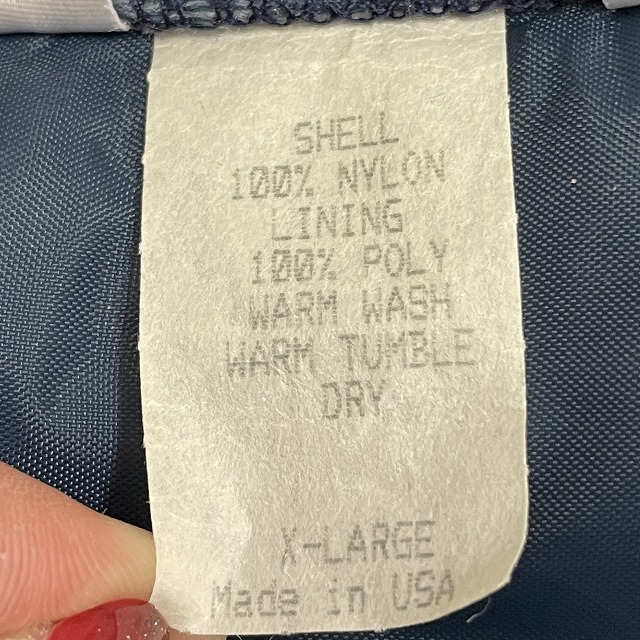 SHELL
100% NYLON
LINING
100% POLY
WARM WASH
WARM TUMBLE
DRY
X-LARGE
Made in USA